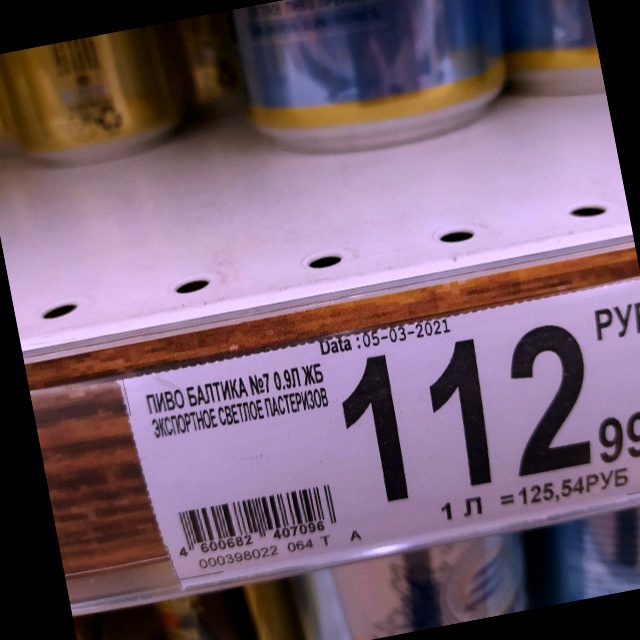 Data : 05-03-2021
ПИВО БАЛТИКА №7 0.9Л ЖБ
ЭКСПОРТНОЕ СВЕТЛОЕ ПАСТЕРИЗОВ
112 99
РУБ
1 Л =125,54РУБ
4 600682 407096
000398022 064 T A